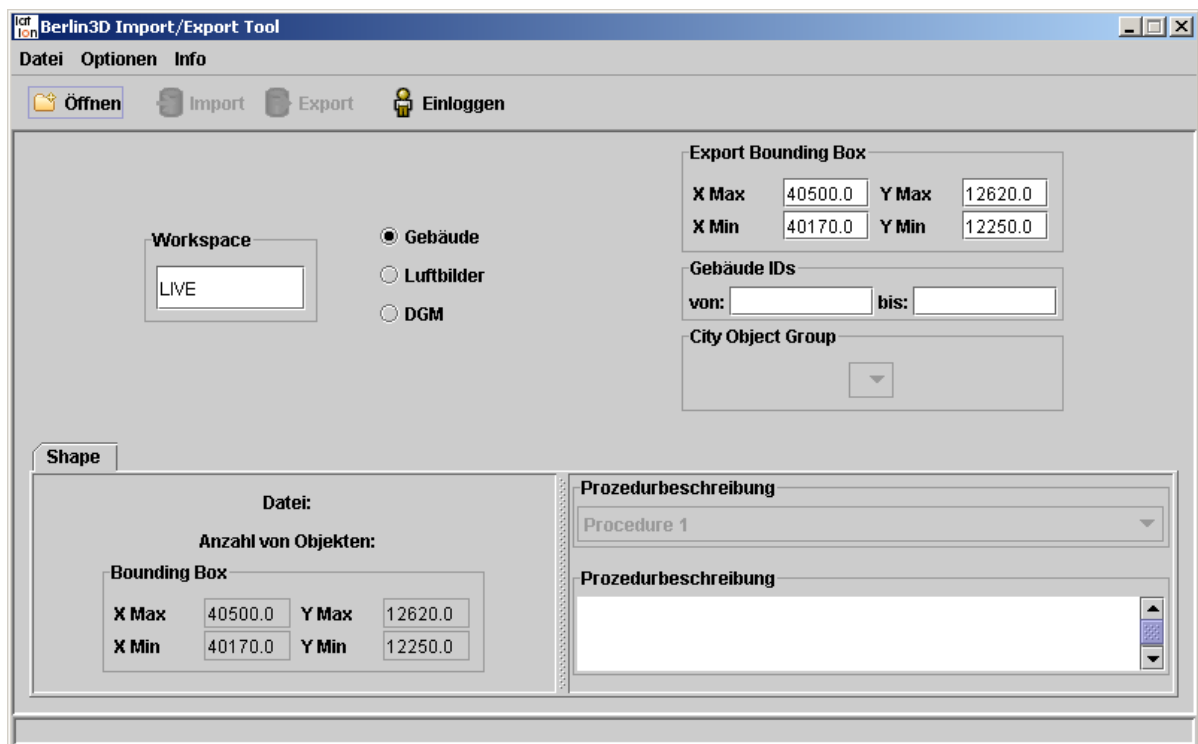 Berlin3D Import/Export Tool
Datei Optionen Info
Öffnen Import Export Einloggen
Export Bounding Box
X Max 40500.0 Y Max 12620.0
X Min 40170.0 Y Min 12250.0
Workspace
LIVE
Gebäude
Luftbilder
DGM
Gebäude IDs
von: bis:
City Object Group
Shape
Datei:
Anzahl von Objekten:
Bounding Box
X Max 40500.0 Y Max 12620.0
X Min 40170.0 Y Min 12250.0
Prozedurbeschreibung
Procedure 1
Prozedurbeschreibung